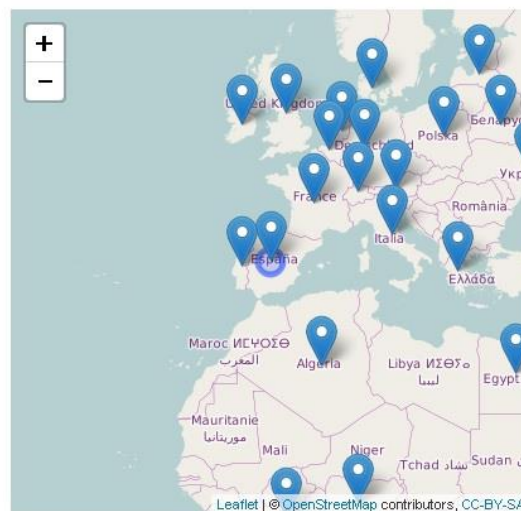 +
−
United Kingdom
Deutschland
Polska
Беларус
Укр
France
România
Italia
España
Ελλάδα
Maroc ⵍⵎⵖⵔⵉⴱ
المغرب
Algeria
Libya ⵍⵉⴱⵢⴰ
ليبيا
Egypt
Mauritanie
موريتانيا
Mali
Niger
Tchad تشاد
Sudan
Leaflet | © OpenStreetMap contributors, CC-BY-SA